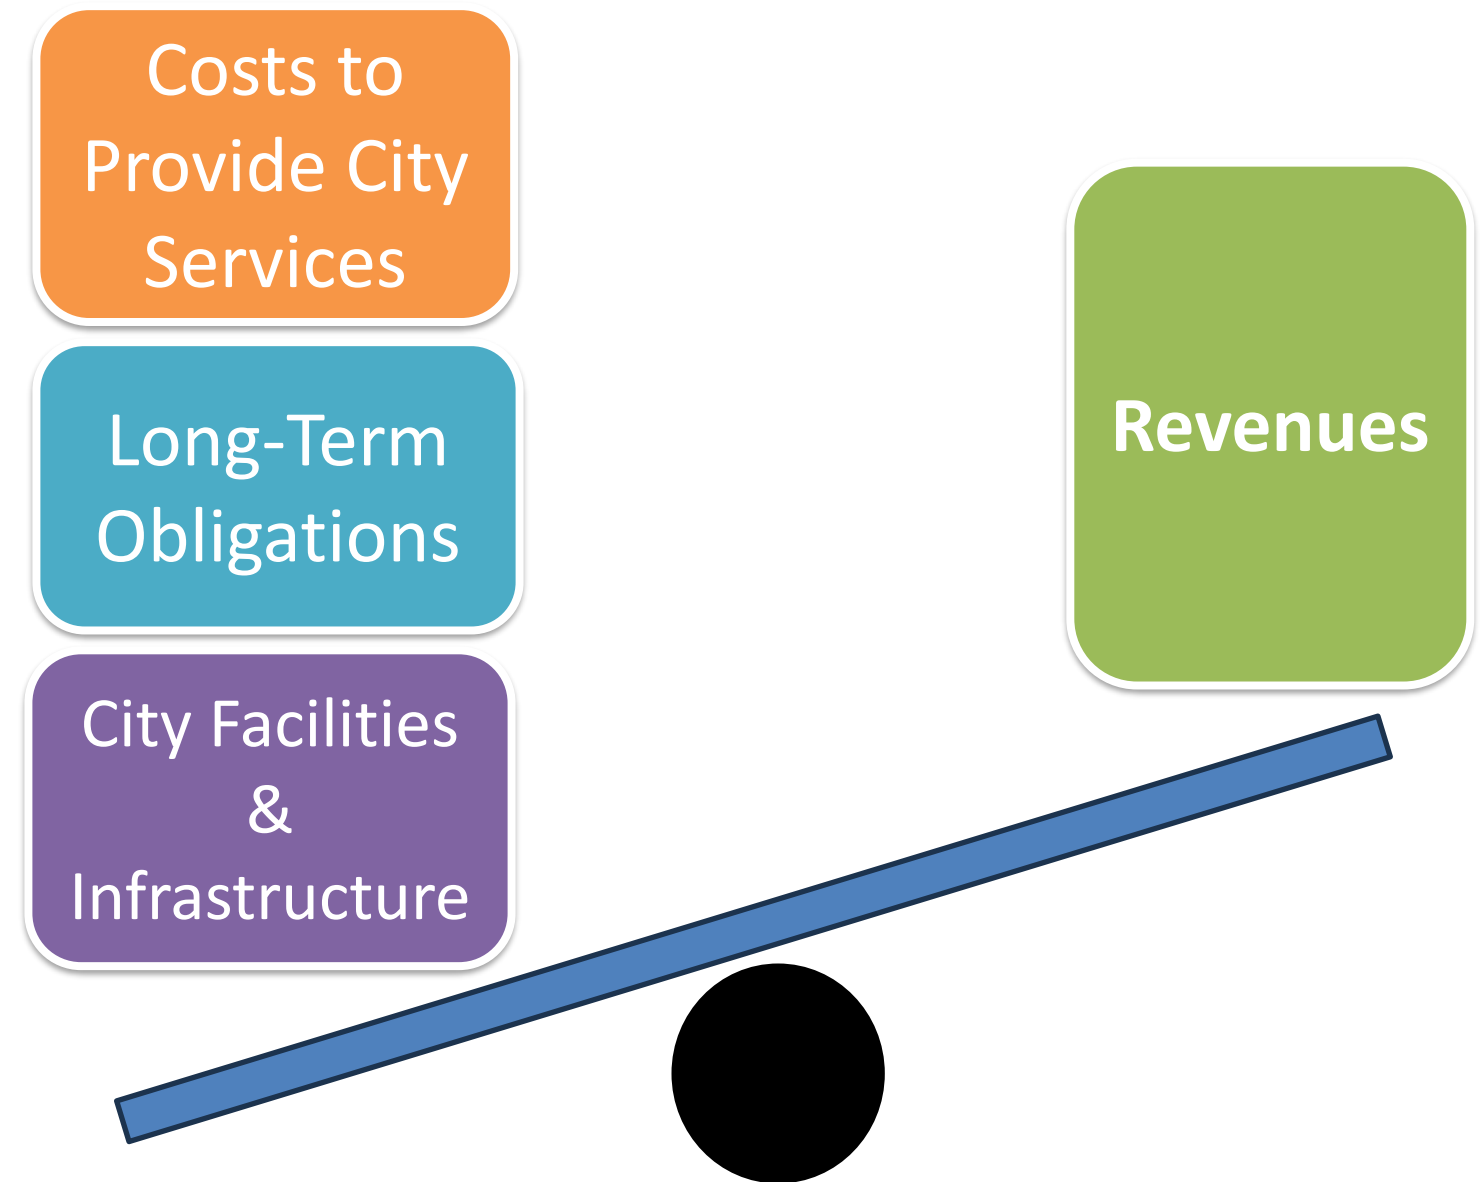 Costs to
Provide City
Services
Long-Term
Obligations
City Facilities
&
Infrastructure
Revenues